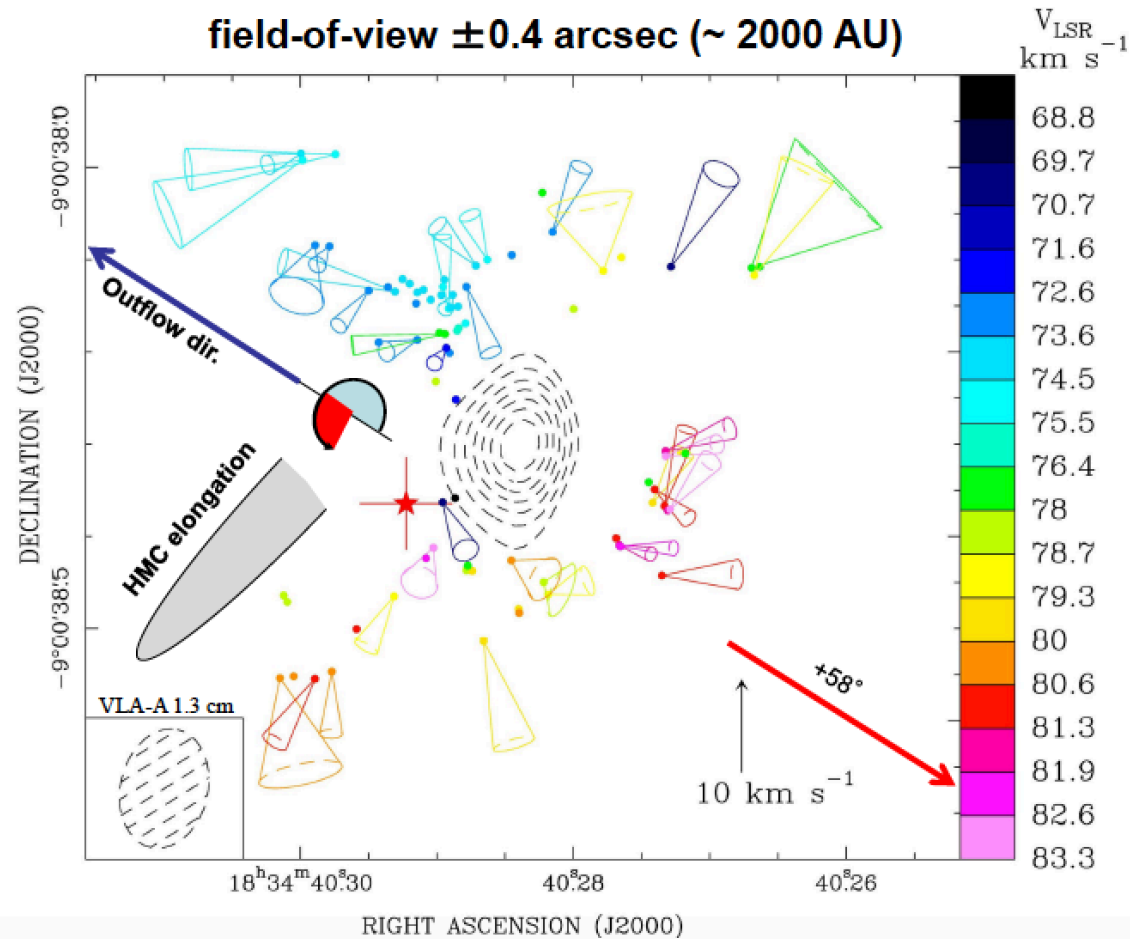 field-of-view ±0.4 arcsec (~ 2000 AU)
V_LSR
km s⁻¹
68.8
69.7
70.7
71.6
72.6
73.6
74.5
75.5
76.4
78
78.7
79.3
80
80.6
81.3
81.9
82.6
83.3
DECLINATION (J2000)
−9°00′38″.0
−9°00′38″.5
Outflow dir.
HMC elongation
VLA-A 1.3 cm
+58°
10 km s⁻¹
18ʰ34ᵐ40ˢ.30
40ˢ.28
40ˢ.26
RIGHT ASCENSION (J2000)